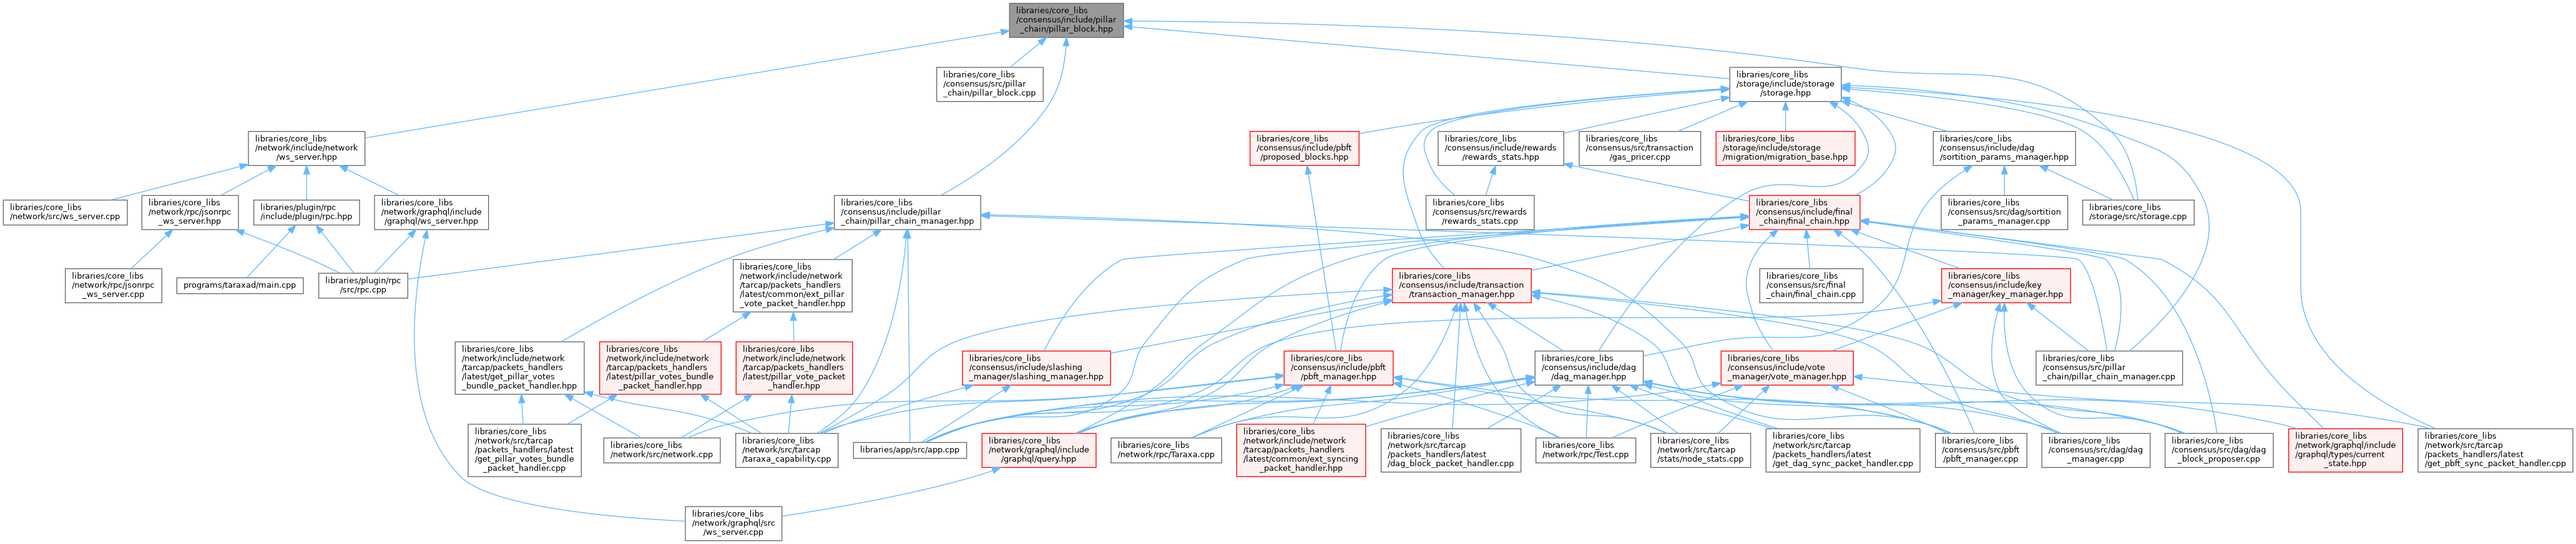 libraries/core_libs
/consensus/include/pillar
_chain/pillar_block.hpp
libraries/core_libs
/consensus/src/pillar
_chain/pillar_block.cpp
libraries/core_libs
/storage/include/storage
/storage.hpp
libraries/core_libs
/network/include/network
/ws_server.hpp
libraries/core_libs
/consensus/include/pbft
/proposed_blocks.hpp
libraries/core_libs
/consensus/include/rewards
/rewards_stats.hpp
libraries/core_libs
/consensus/src/transaction
/gas_pricer.cpp
libraries/core_libs
/storage/include/storage
/migration/migration_base.hpp
libraries/core_libs
/consensus/include/dag
/sortition_params_manager.hpp
libraries/core_libs
/network/src/ws_server.cpp
libraries/core_libs
/network/rpc/jsonrpc
_ws_server.hpp
libraries/plugin/rpc
/include/plugin/rpc.hpp
libraries/core_libs
/network/graphql/include
/graphql/ws_server.hpp
libraries/core_libs
/consensus/include/pillar
_chain/pillar_chain_manager.hpp
libraries/core_libs
/consensus/src/rewards
/rewards_stats.cpp
libraries/core_libs
/consensus/include/final
_chain/final_chain.hpp
libraries/core_libs
/consensus/src/dag/sortition
_params_manager.cpp
libraries/core_libs
/storage/src/storage.cpp
libraries/core_libs
/network/rpc/jsonrpc
_ws_server.cpp
programs/taraxad/main.cpp
libraries/plugin/rpc
/src/rpc.cpp
libraries/core_libs
/network/include/network
/tarcap/packets_handlers
/latest/common/ext_pillar
_vote_packet_handler.hpp
libraries/core_libs
/consensus/include/transaction
/transaction_manager.hpp
libraries/core_libs
/consensus/src/final
_chain/final_chain.cpp
libraries/core_libs
/consensus/include/key
_manager/key_manager.hpp
libraries/core_libs
/network/include/network
/tarcap/packets_handlers
/latest/get_pillar_votes
_bundle_packet_handler.hpp
libraries/core_libs
/network/include/network
/tarcap/packets_handlers
/latest/pillar_votes_bundle
_packet_handler.hpp
libraries/core_libs
/network/include/network
/tarcap/packets_handlers
/latest/pillar_vote_packet
_handler.hpp
libraries/core_libs
/consensus/include/slashing
_manager/slashing_manager.hpp
libraries/core_libs
/consensus/include/pbft
/pbft_manager.hpp
libraries/core_libs
/consensus/include/dag
/dag_manager.hpp
libraries/core_libs
/consensus/include/vote
_manager/vote_manager.hpp
libraries/core_libs
/consensus/src/pillar
_chain/pillar_chain_manager.cpp
libraries/core_libs
/network/src/tarcap
/packets_handlers/latest
/get_pillar_votes_bundle
_packet_handler.cpp
libraries/core_libs
/network/src/network.cpp
libraries/core_libs
/network/src/tarcap
/taraxa_capability.cpp
libraries/app/src/app.cpp
libraries/core_libs
/network/graphql/include
/graphql/query.hpp
libraries/core_libs
/network/rpc/Taraxa.cpp
libraries/core_libs
/network/include/network
/tarcap/packets_handlers
/latest/common/ext_syncing
_packet_handler.hpp
libraries/core_libs
/network/src/tarcap
/packets_handlers/latest
/dag_block_packet_handler.cpp
libraries/core_libs
/network/rpc/Test.cpp
libraries/core_libs
/network/src/tarcap
/stats/node_stats.cpp
libraries/core_libs
/network/src/tarcap
/packets_handlers/latest
/get_dag_sync_packet_handler.cpp
libraries/core_libs
/consensus/src/pbft
/pbft_manager.cpp
libraries/core_libs
/consensus/src/dag/dag
_manager.cpp
libraries/core_libs
/consensus/src/dag/dag
_block_proposer.cpp
libraries/core_libs
/network/graphql/include
/graphql/types/current
_state.hpp
libraries/core_libs
/network/src/tarcap
/packets_handlers/latest
/get_pbft_sync_packet_handler.cpp
libraries/core_libs
/network/graphql/src
/ws_server.cpp